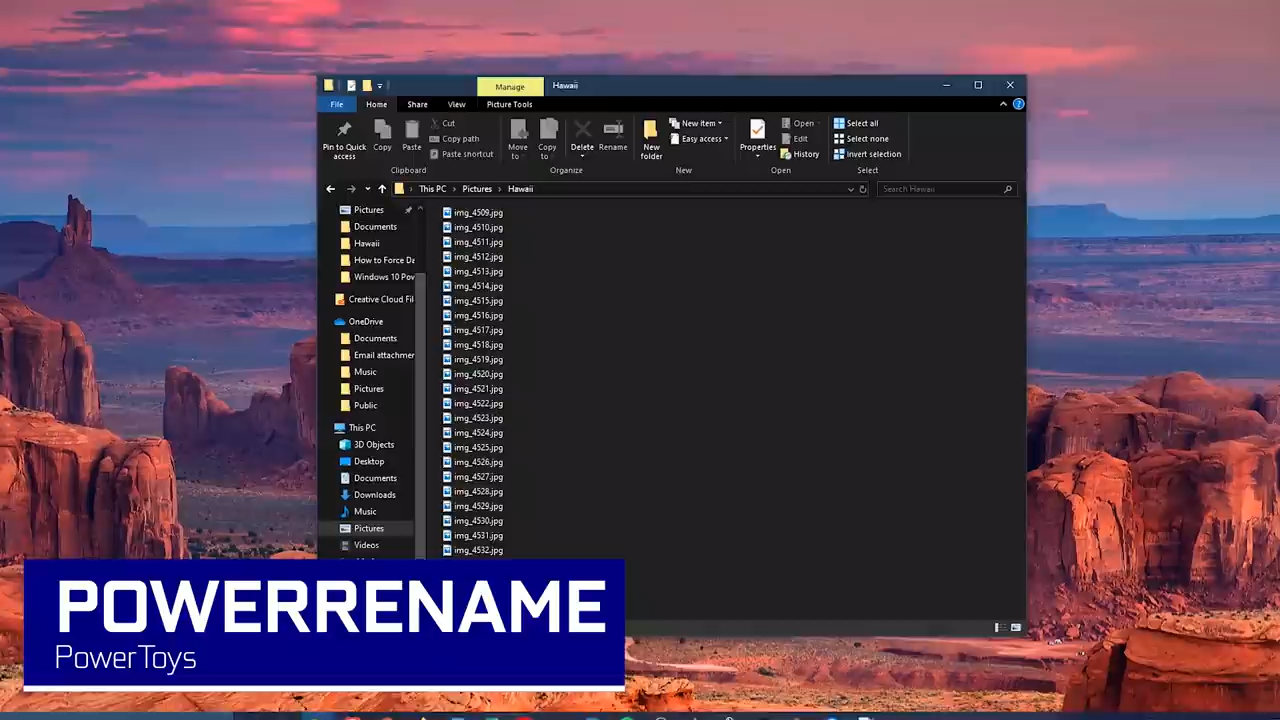 Manage
Hawaii
File
Home
Share
View
Picture Tools
Pin to Quick access
Copy
Paste
Cut
Copy path
Paste shortcut
Clipboard
Move to
Copy to
Delete
Rename
Organize
New folder
New item
Easy access
New
Properties
Open
Edit
History
Open
Select all
Select none
Invert selection
Select
This PC > Pictures > Hawaii
Search Hawaii
Pictures
Documents
Hawaii
How to Force Da
Windows 10 Pow
Creative Cloud Fil
OneDrive
Documents
Email attachmen
Music
Pictures
Public
This PC
3D Objects
Desktop
Documents
Downloads
Music
Pictures
Videos
img_4509.jpg
img_4510.jpg
img_4511.jpg
img_4512.jpg
img_4513.jpg
img_4514.jpg
img_4515.jpg
img_4516.jpg
img_4517.jpg
img_4518.jpg
img_4519.jpg
img_4520.jpg
img_4521.jpg
img_4522.jpg
img_4523.jpg
img_4524.jpg
img_4525.jpg
img_4526.jpg
img_4527.jpg
img_4528.jpg
img_4529.jpg
img_4530.jpg
img_4531.jpg
img_4532.jpg
POWERRENAME
PowerToys